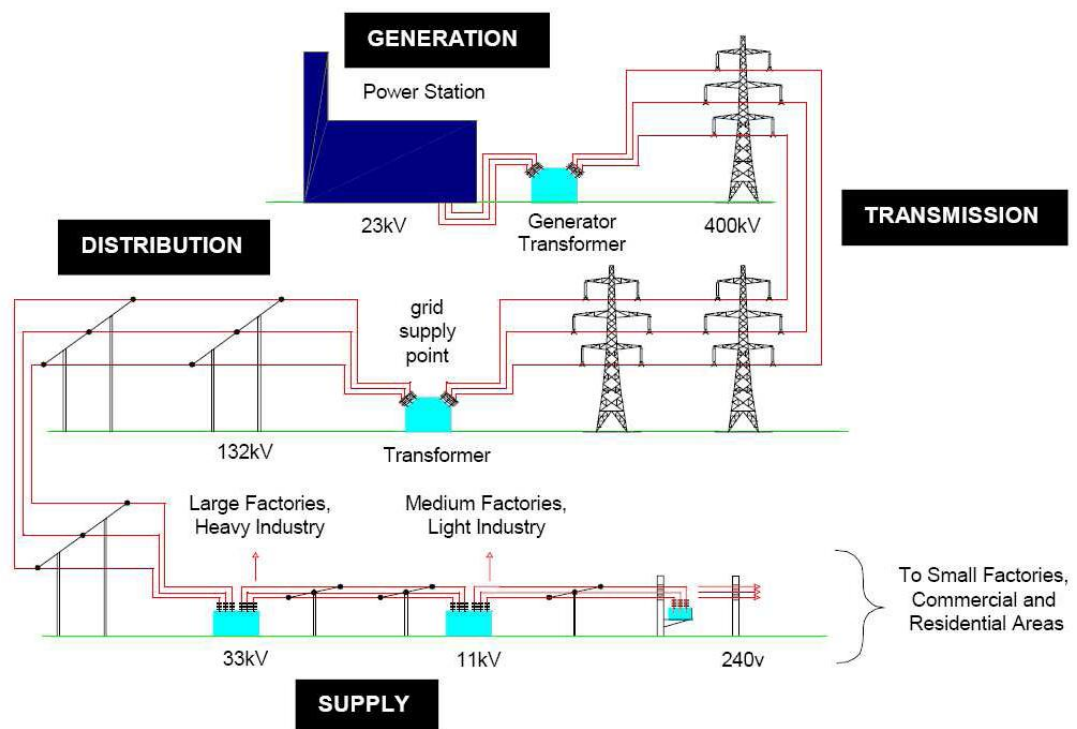 GENERATION
Power Station
23kV
Generator
Transformer
400kV
TRANSMISSION
DISTRIBUTION
grid
supply
point
132kV
Transformer
Large Factories,
Heavy Industry
Medium Factories,
Light Industry
To Small Factories,
Commercial and
Residential Areas
33kV
11kV
240v
SUPPLY